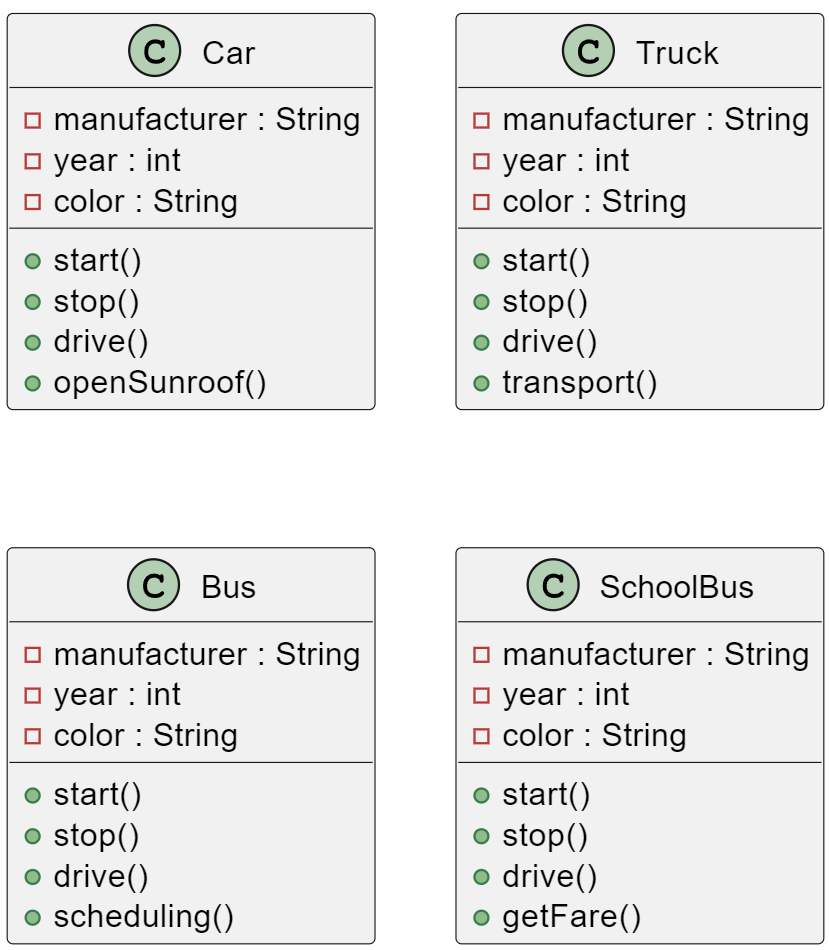 C Car
manufacturer : String
year : int
color : String
start()
stop()
drive()
openSunroof()
C Truck
manufacturer : String
year : int
color : String
start()
stop()
drive()
transport()
C Bus
manufacturer : String
year : int
color : String
start()
stop()
drive()
scheduling()
C SchoolBus
manufacturer : String
year : int
color : String
start()
stop()
drive()
getFare()